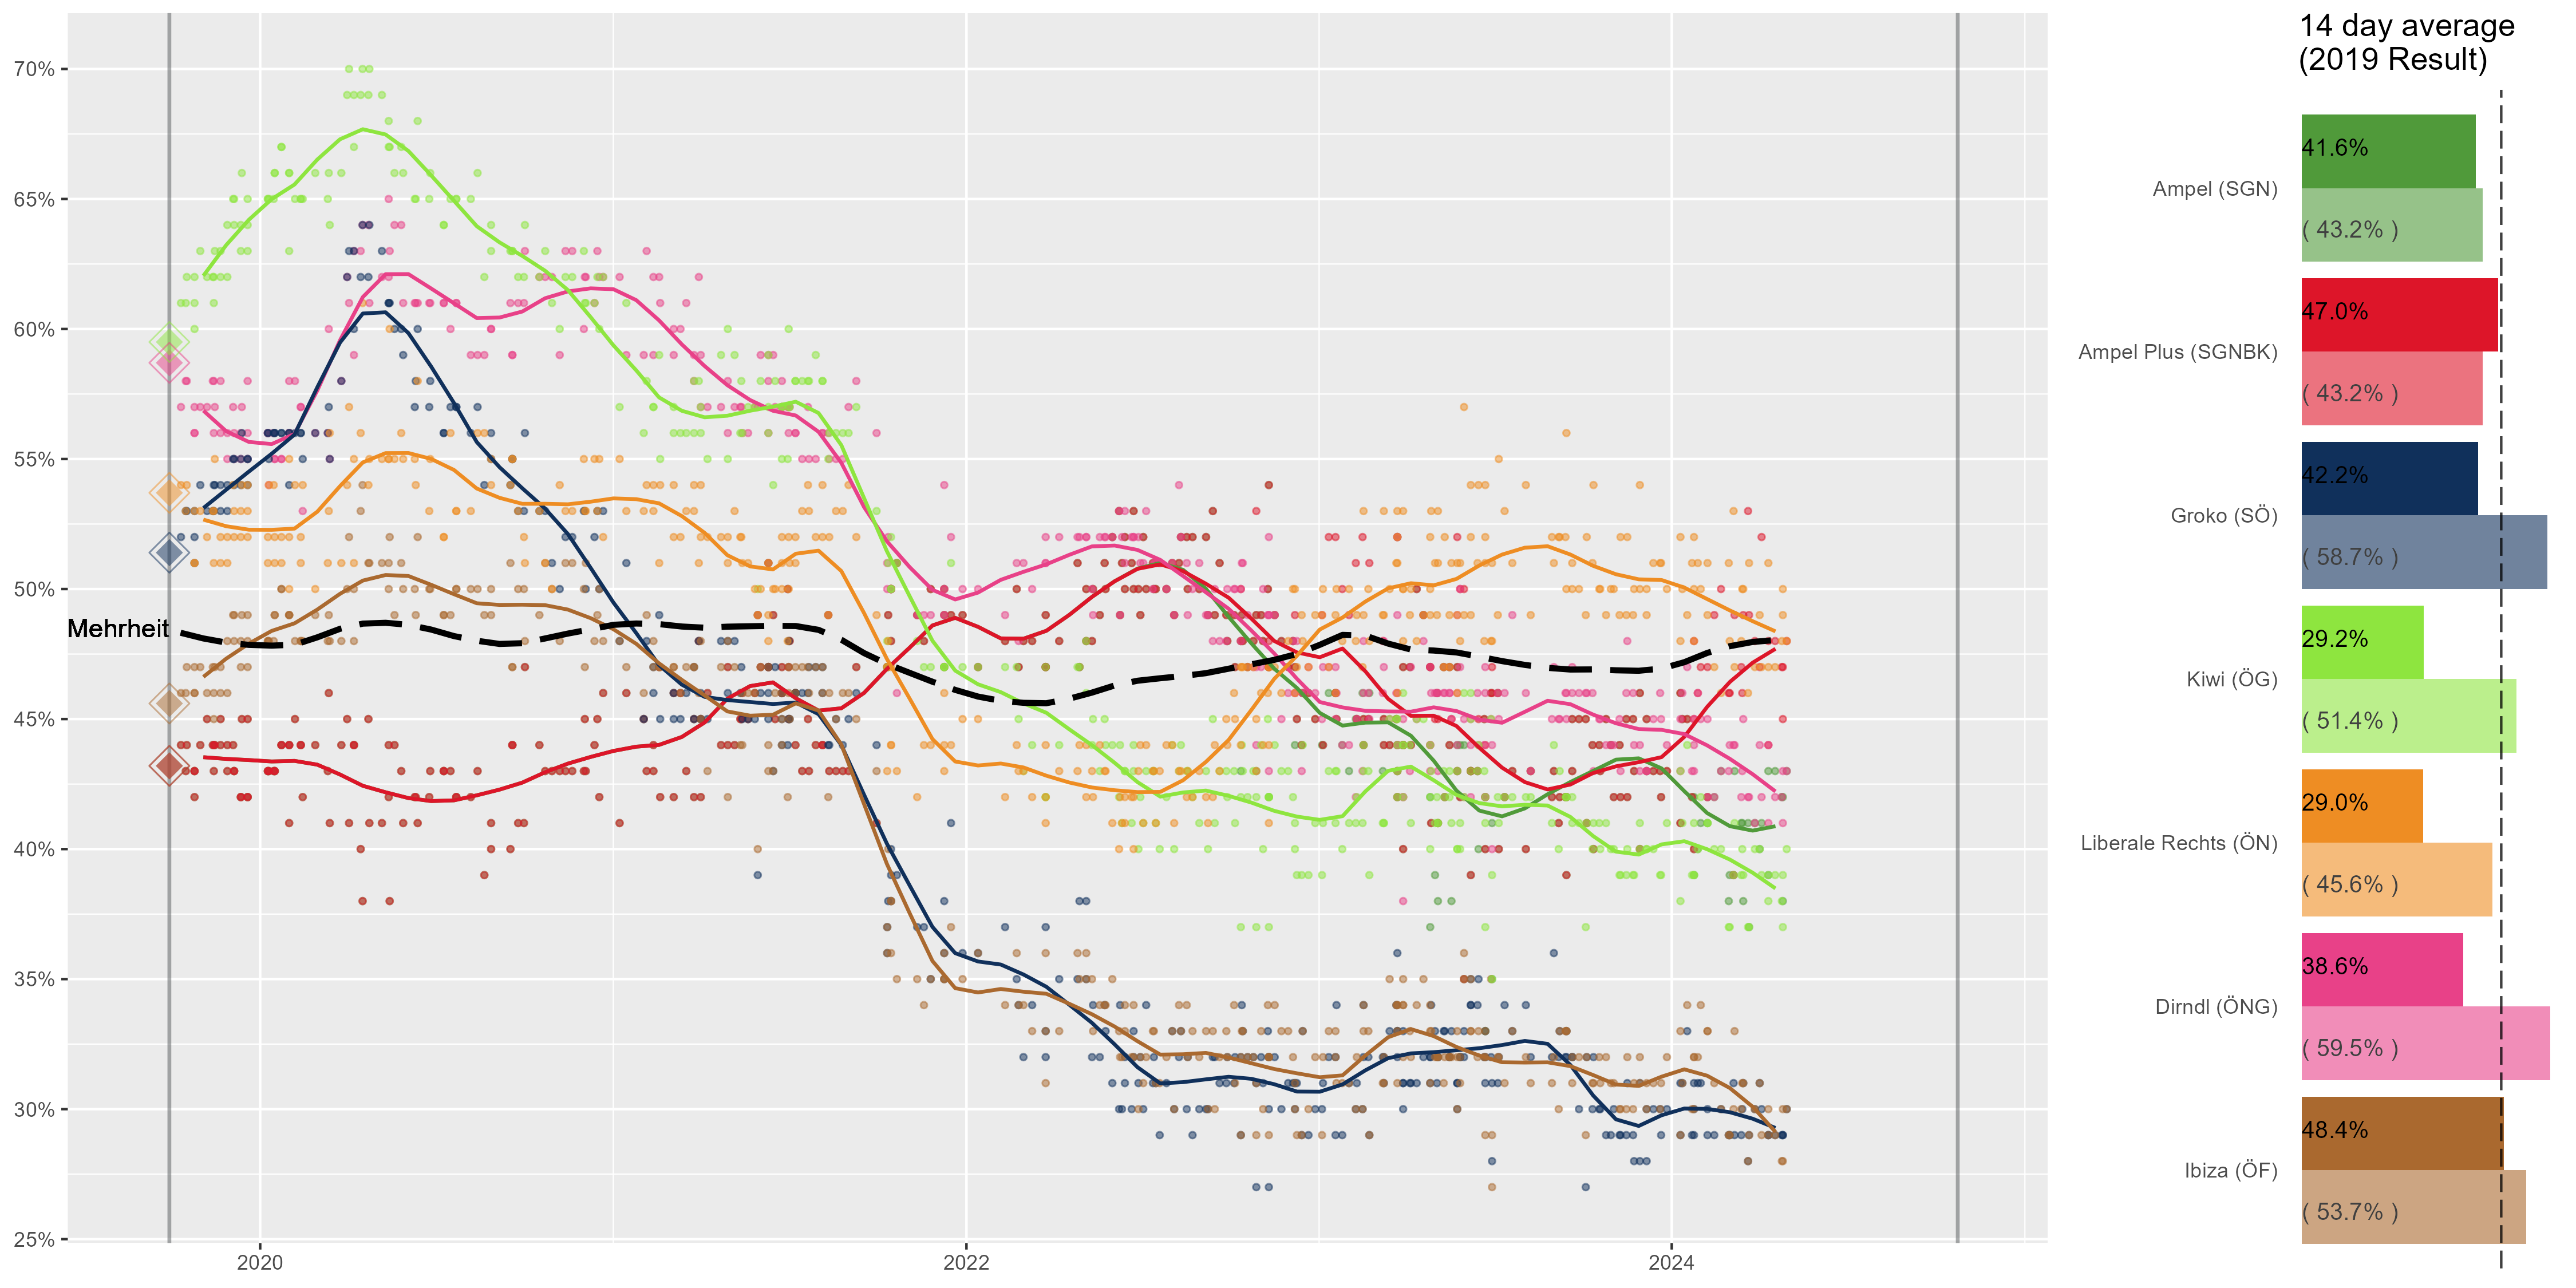 70%
65%
60%
55%
50%
45%
40%
35%
30%
25%
Mehrheit
2020
2022
2024
14 day average
(2019 Result)
Ampel (SGN)
41.6%
( 43.2% )
Ampel Plus (SGNBK)
47.0%
( 43.2% )
Groko (SÖ)
42.2%
( 58.7% )
Kiwi (ÖG)
29.2%
( 51.4% )
Liberale Rechts (ÖN)
29.0%
( 45.6% )
Dirndl (ÖNG)
38.6%
( 59.5% )
Ibiza (ÖF)
48.4%
( 53.7% )